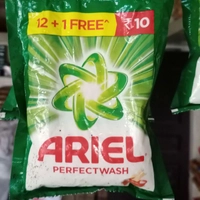 12 + 1 FREE^ ₹10
ARIEL
PERFECTWASH